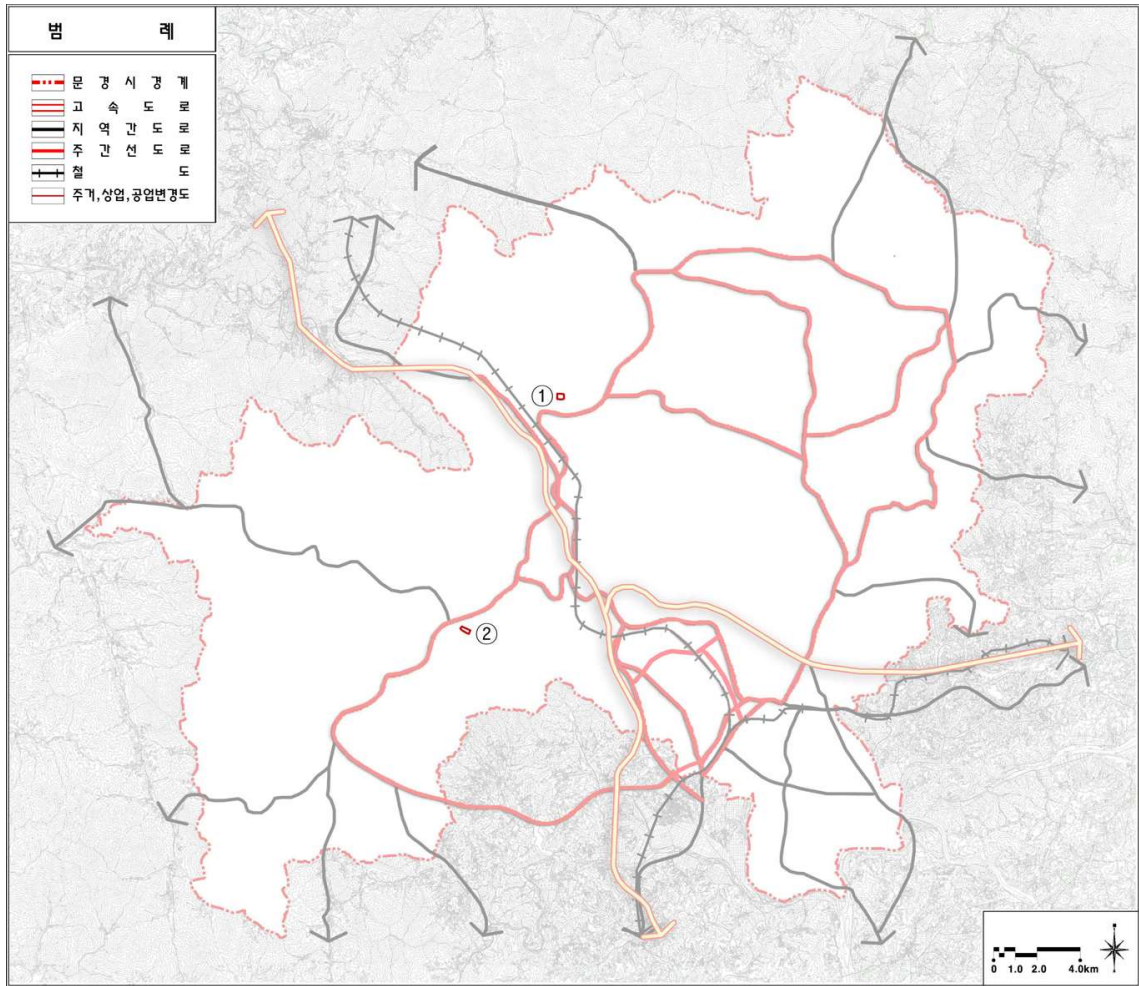 범 례
문 경 시 경 계
고 속 도 로
지 역 간 도 로
주 간 선 도 로
철 도
주거,상업,공업변경도
①
②
0 1.0 2.0 4.0km